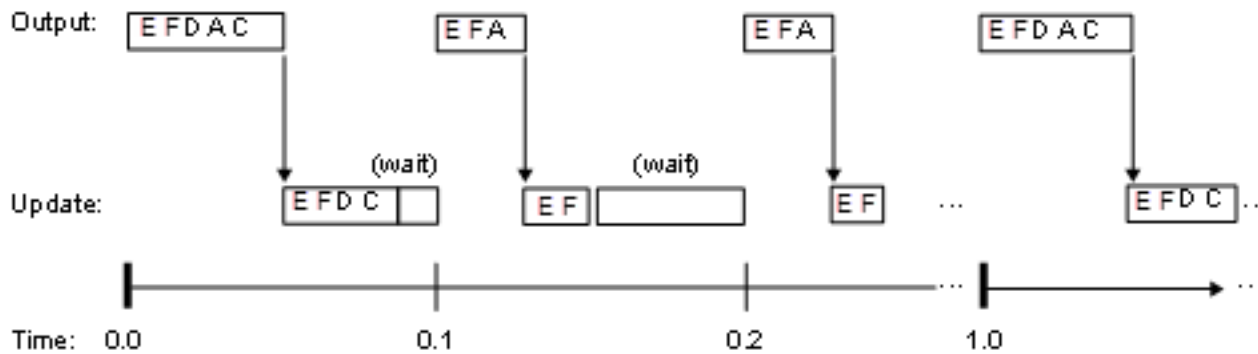 Output: E F D A C E F A E F A E F D A C
(wait) (wait)
Update: E F D C E F E F ... E F D C ...
... ...
Time: 0.0 0.1 0.2 1.0